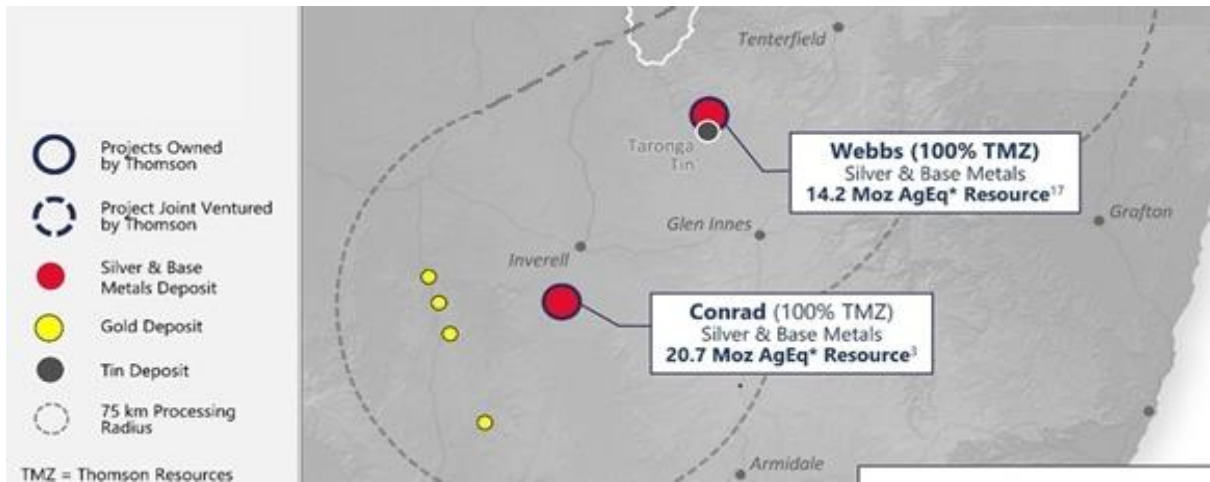 Projects Owned
by Thomson
Project Joint Ventured
by Thomson
Silver & Base
Metals Deposit
Gold Deposit
Tin Deposit
75 km Processing
Radius
TMZ = Thomson Resources
Tenterfield
Taronga
Tin
Webbs (100% TMZ)
Silver & Base Metals
14.2 Moz AgEq* Resource¹⁷
Grafton
Glen Innes
Inverell
Conrad (100% TMZ)
Silver & Base Metals
20.7 Moz AgEq* Resource³
Armidale